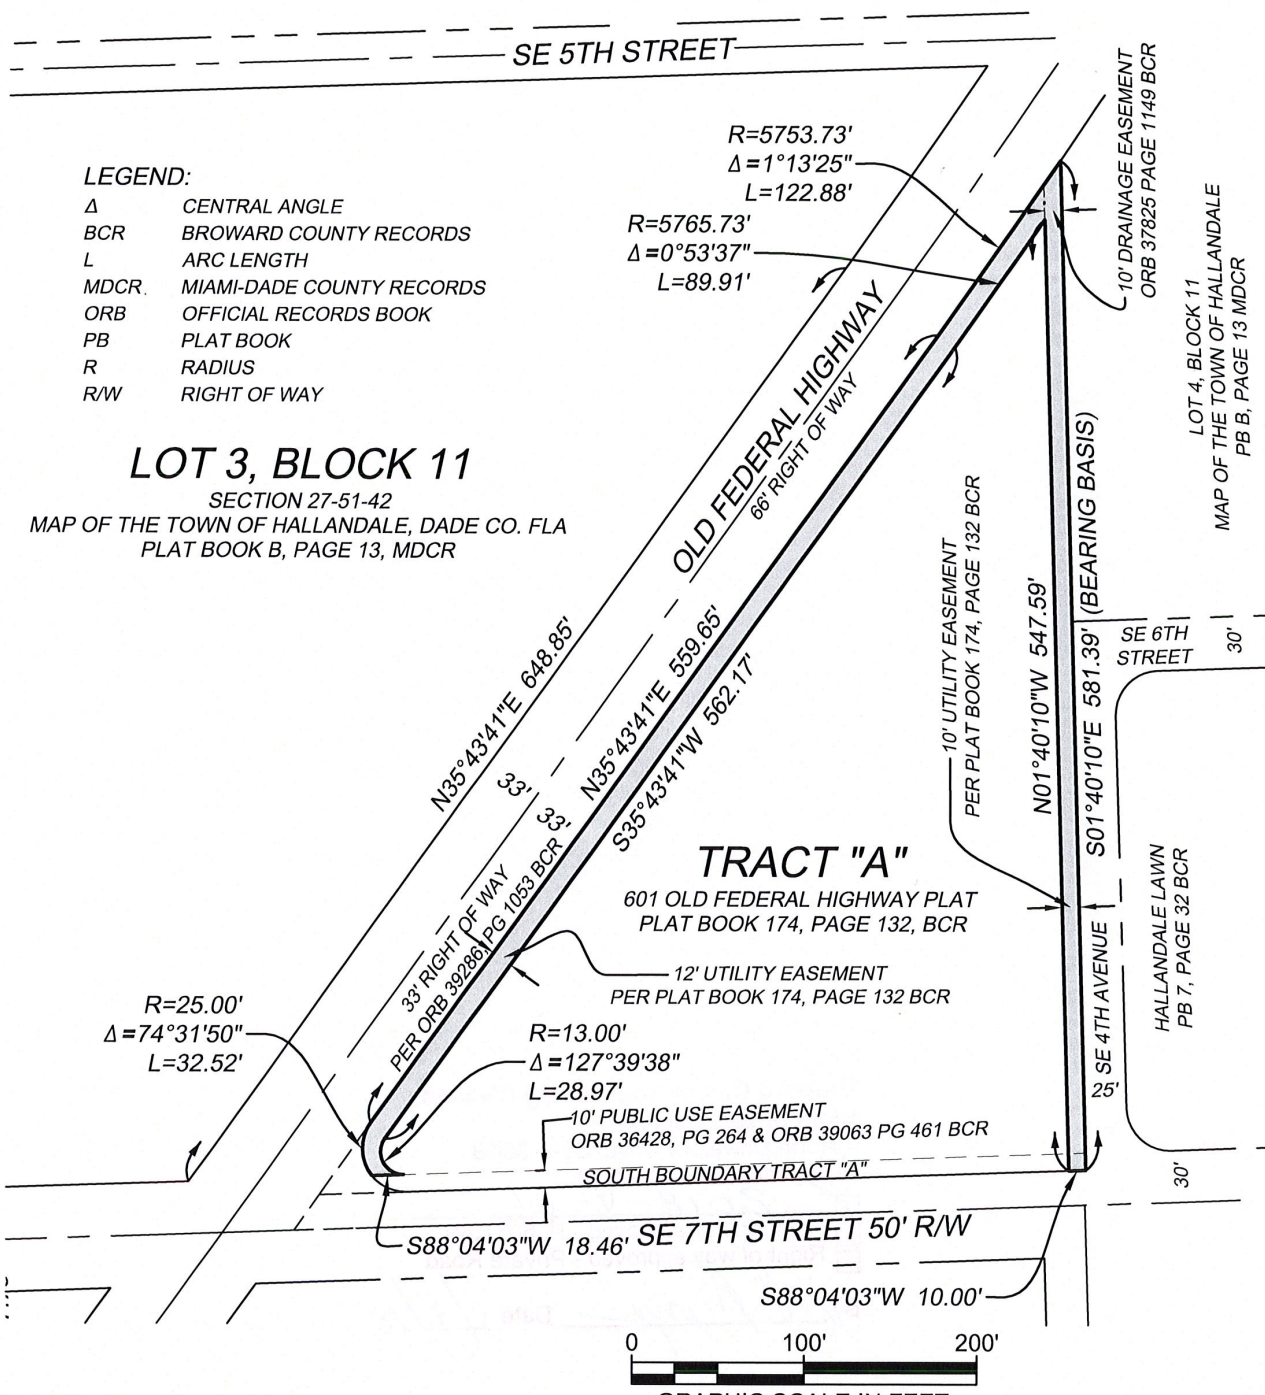 SE 5TH STREET
LEGEND:
Δ CENTRAL ANGLE
BCR BROWARD COUNTY RECORDS
L ARC LENGTH
MDCR. MIAMI-DADE COUNTY RECORDS
ORB OFFICIAL RECORDS BOOK
PB PLAT BOOK
R RADIUS
R/W RIGHT OF WAY
R=5753.73'
Δ=1°13'25"
L=122.88'
R=5765.73'
Δ=0°53'37"
L=89.91'
10' DRAINAGE EASEMENT
ORB 37825 PAGE 1149 BCR
LOT 4, BLOCK 11
MAP OF THE TOWN OF HALLANDALE
PB B, PAGE 13 MDCR
LOT 3, BLOCK 11
SECTION 27-51-42
MAP OF THE TOWN OF HALLANDALE, DADE CO. FLA
PLAT BOOK B, PAGE 13, MDCR
OLD FEDERAL HIGHWAY
66' RIGHT OF WAY
N35°43'41"E 648.85'
33'
33'
N35°43'41"E 559.65'
S35°43'41"W 562.17'
10' UTILITY EASEMENT
PER PLAT BOOK 174, PAGE 132 BCR
N01°40'10"W 547.59'
S01°40'10"E 581.39' (BEARING BASIS)
SE 6TH
STREET
30'
TRACT "A"
601 OLD FEDERAL HIGHWAY PLAT
PLAT BOOK 174, PAGE 132, BCR
33' RIGHT OF WAY
PER ORB 39286, PG 1053 BCR
12' UTILITY EASEMENT
PER PLAT BOOK 174, PAGE 132 BCR
SE 4TH AVENUE
25'
HALLANDALE LAWN
PB 7, PAGE 32 BCR
R=25.00'
Δ=74°31'50"
L=32.52'
R=13.00'
Δ=127°39'38"
L=28.97'
10' PUBLIC USE EASEMENT
ORB 36428, PG 264 & ORB 39063 PG 461 BCR
SOUTH BOUNDARY TRACT "A"
30'
S88°04'03"W 18.46'
SE 7TH STREET 50' R/W
S88°04'03"W 10.00'
0 100' 200'
GRAPHIC SCALE IN FEET